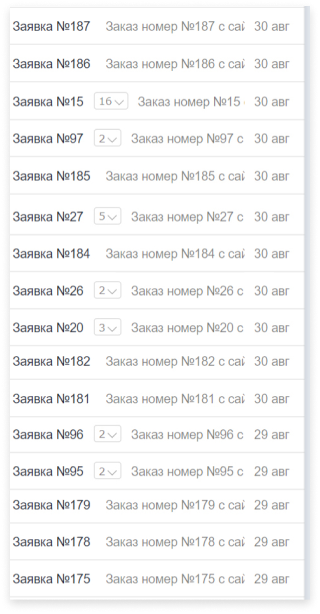 Заявка №187 Заказ номер №187 с сай 30 авг
Заявка №186 Заказ номер №186 с сай 30 авг
Заявка №15 16 Заказ номер №15 30 авг
Заявка №97 2 Заказ номер №97 с 30 авг
Заявка №185 Заказ номер №185 с сай 30 авг
Заявка №27 5 Заказ номер №27 с 30 авг
Заявка №184 Заказ номер №184 с сай 30 авг
Заявка №26 2 Заказ номер №26 с 30 авг
Заявка №20 3 Заказ номер №20 с 30 авг
Заявка №182 Заказ номер №182 с сай 30 авг
Заявка №181 Заказ номер №181 с сай 30 авг
Заявка №96 2 Заказ номер №96 с 29 авг
Заявка №95 2 Заказ номер №95 с 29 авг
Заявка №179 Заказ номер №179 с сай 29 авг
Заявка №178 Заказ номер №178 с сай 29 авг
Заявка №175 Заказ номер №175 с сай 29 авг